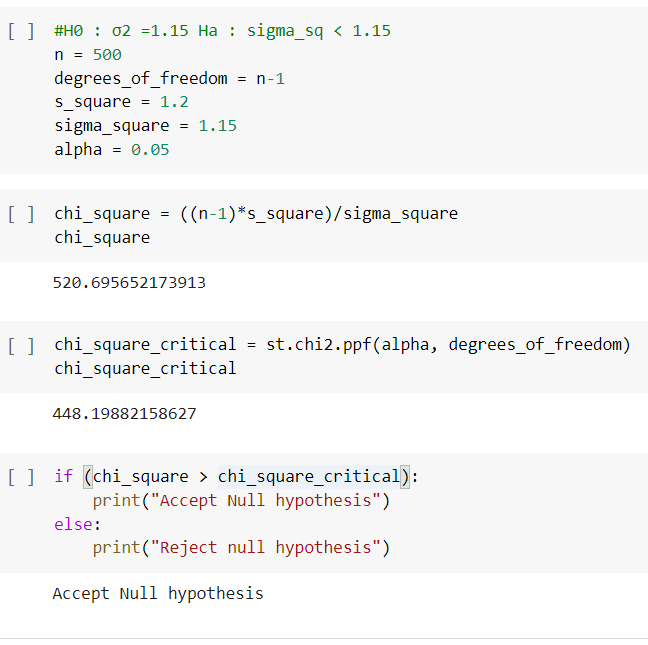 [ ] #H0 : σ2 =1.15 Ha : sigma_sq < 1.15
n = 500
degrees_of_freedom = n-1
s_square = 1.2
sigma_square = 1.15
alpha = 0.05
[ ] chi_square = ((n-1)*s_square)/sigma_square
chi_square
520.695652173913
[ ] chi_square_critical = st.chi2.ppf(alpha, degrees_of_freedom)
chi_square_critical
448.19882158627
[ ] if (chi_square > chi_square_critical):
print("Accept Null hypothesis")
else:
print("Reject null hypothesis")
Accept Null hypothesis